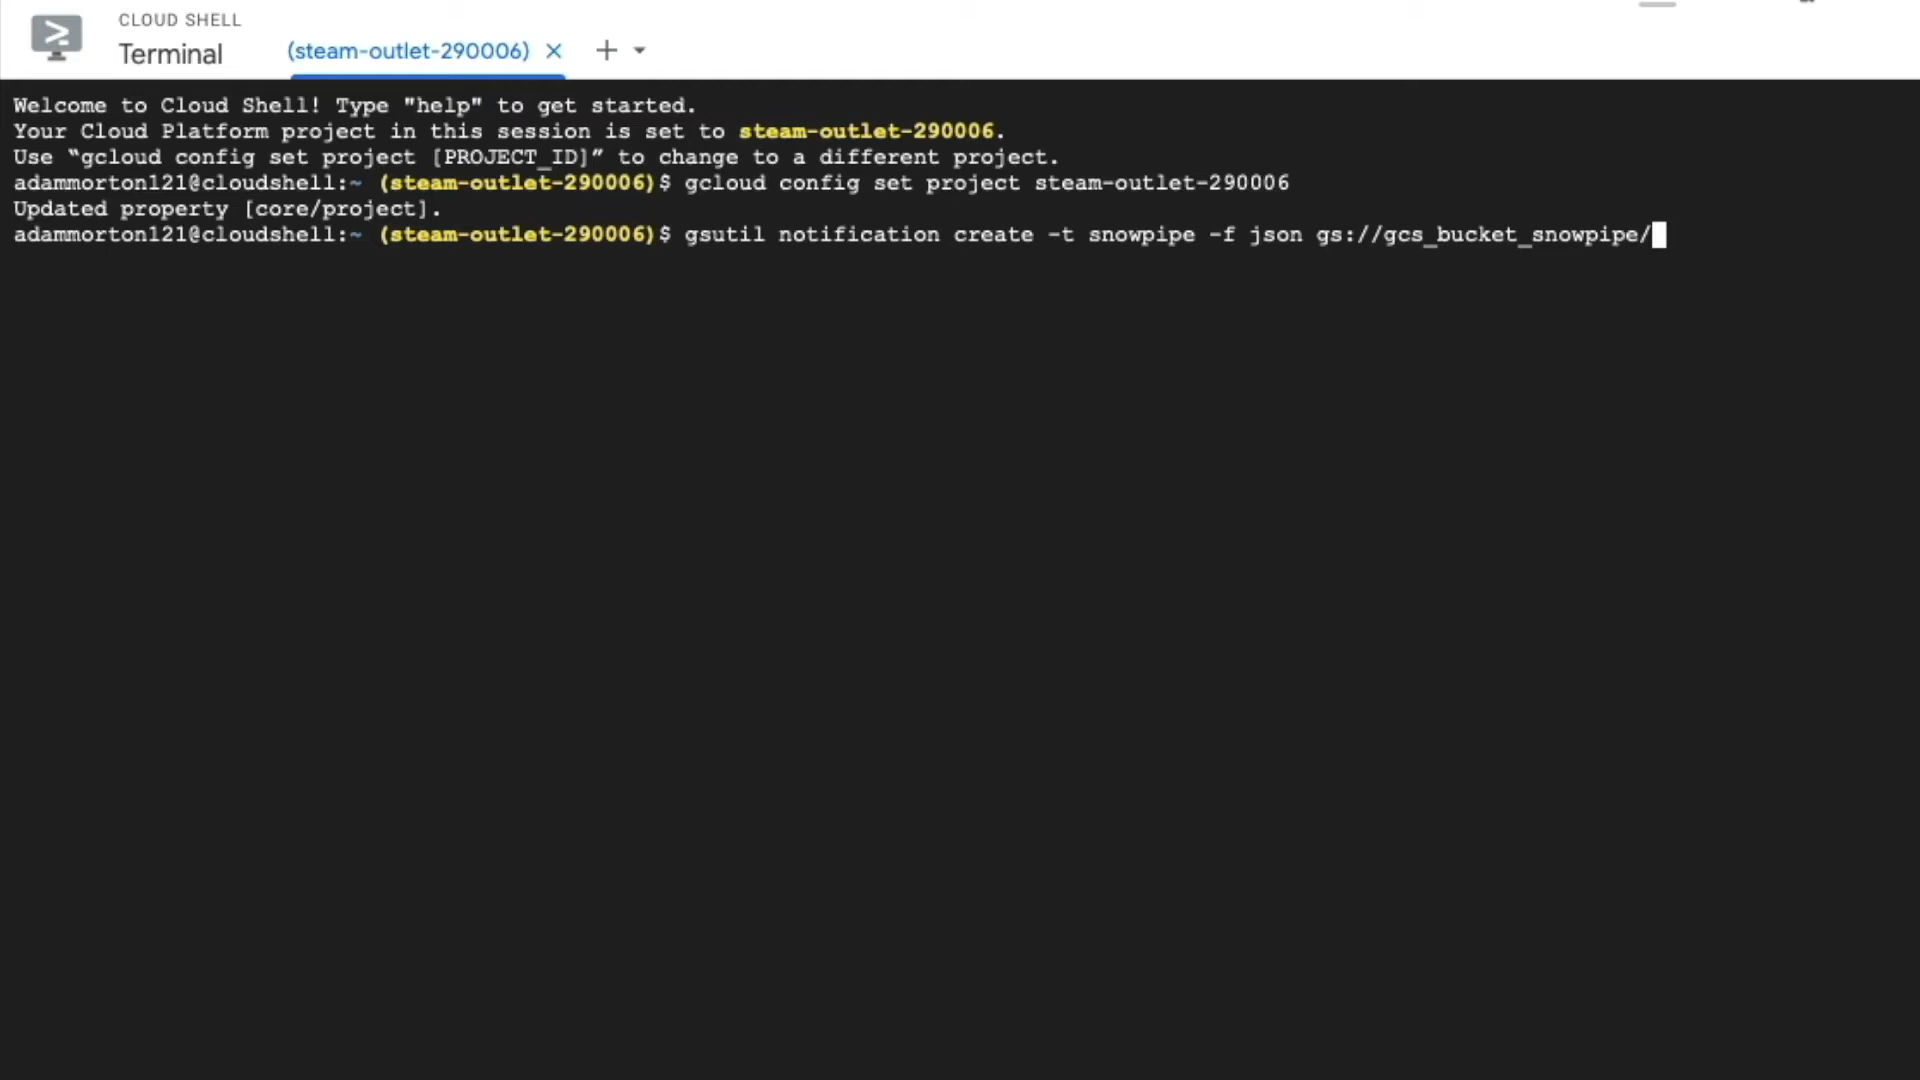 CLOUD SHELL
Terminal
(steam-outlet-290006)
Welcome to Cloud Shell! Type "help" to get started.
Your Cloud Platform project in this session is set to steam-outlet-290006.
Use “gcloud config set project [PROJECT_ID]” to change to a different project.
adammorton121@cloudshell:~ (steam-outlet-290006)$ gcloud config set project steam-outlet-290006
Updated property [core/project].
adammorton121@cloudshell:~ (steam-outlet-290006)$ gsutil notification create -t snowpipe -f json gs://gcs_bucket_snowpipe/